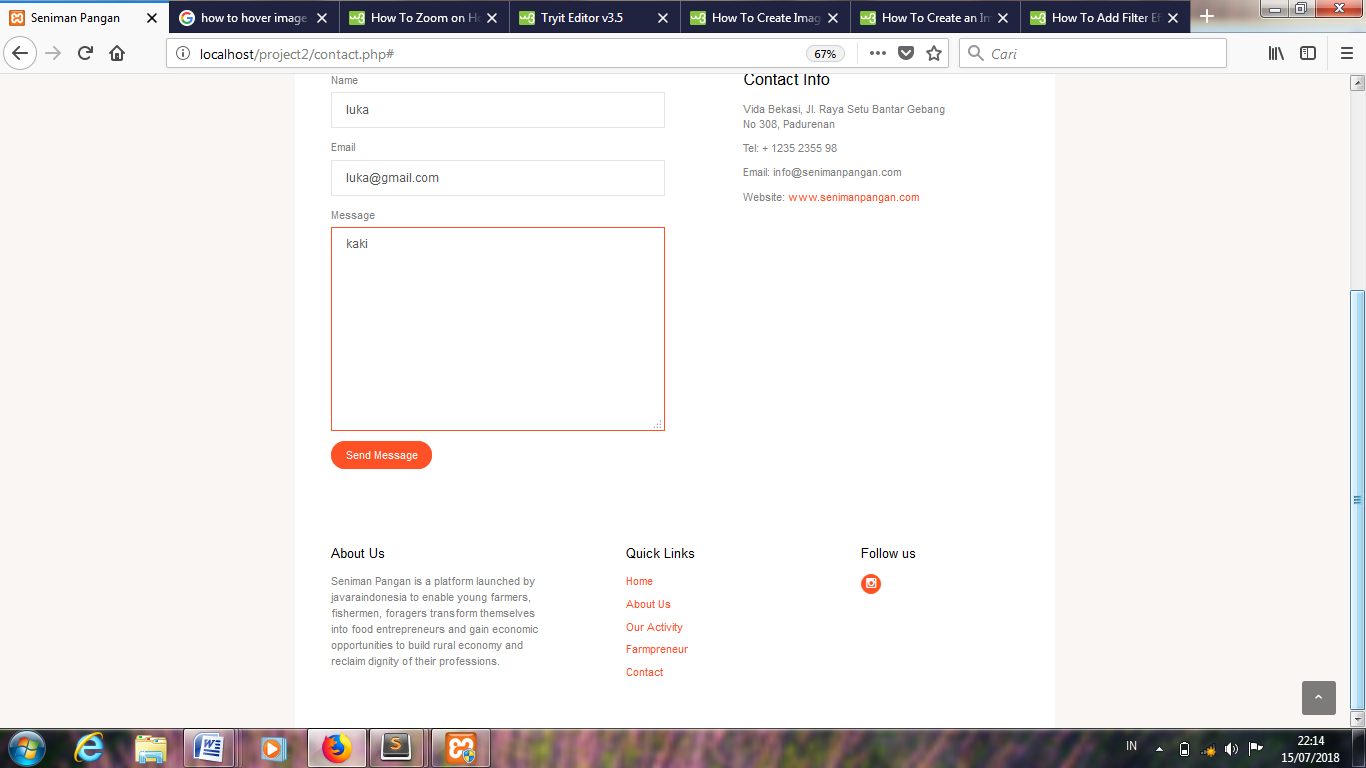 Seniman Pangan
how to hover image
How To Zoom on Ho
Tryit Editor v3.5
How To Create Imag
How To Create an Im
How To Add Filter Ef
localhost/project2/contact.php#
67%
Cari
Name
luka
Email
luka@gmail.com
Message
kaki
Send Message
Contact Info
Vida Bekasi, Jl. Raya Setu Bantar Gebang
No 308, Padurenan
Tel: + 1235 2355 98
Email: info@senimanpangan.com
Website: www.senimanpangan.com
About Us
Seniman Pangan is a platform launched by
javaraindonesia to enable young farmers,
fishermen, foragers transform themselves
into food entrepreneurs and gain economic
opportunities to build rural economy and
reclaim dignity of their professions.
Quick Links
Home
About Us
Our Activity
Farmpreneur
Contact
Follow us
IN
22:14
15/07/2018